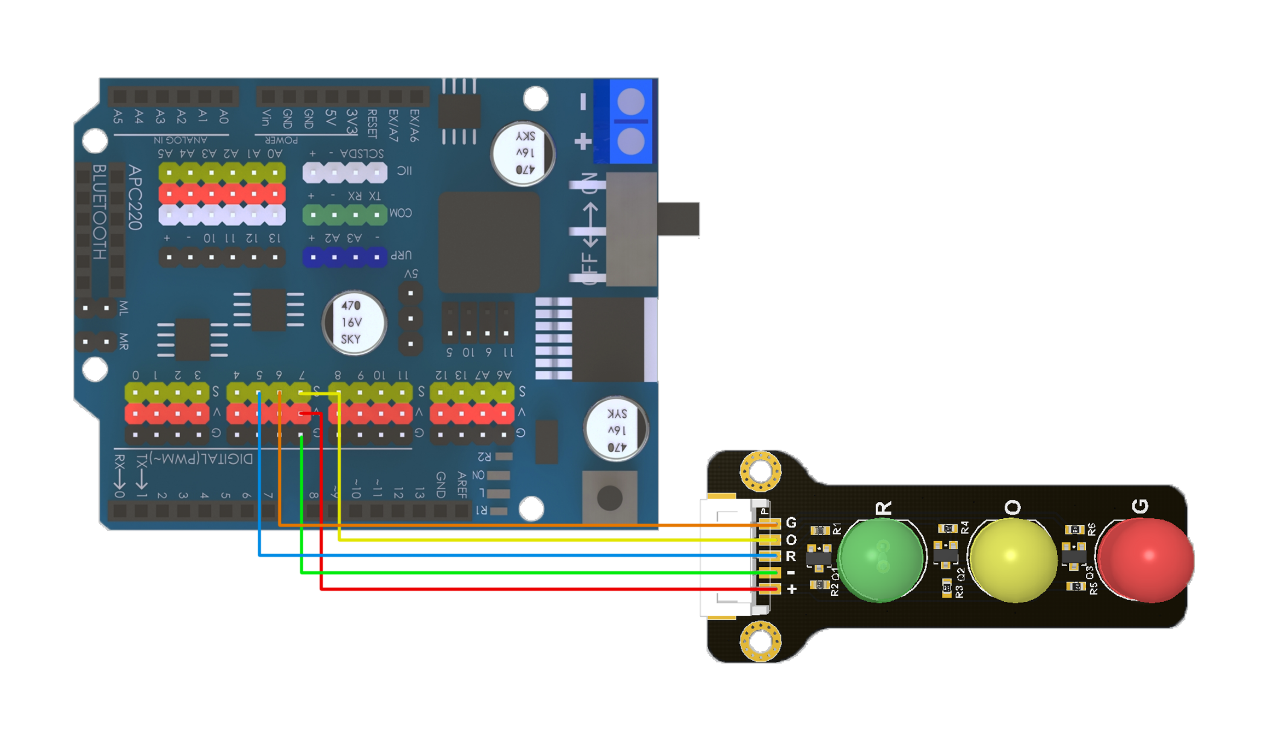 A5 A4 A3 A2 A1 A0
Vin GND GND 5V 3V3 RESET EX/A7 EX/A6
ANALOG IN
POWER
-
+
SKY
16v
470
BLUETOOTH
APC220
A5 A4 A3 A2 A1 A0
+ - SDA SCL
IIC
+ - RX TX
COM
+ - 10 11 12 13
+ A2 A3 -
URP
OFF ON
5V
470
16V
SKY
ML
MR
5 10 6 11
0 1 2 3
4 5 6 7
8 9 10 11
12 13 A7 A6
S
V
G
S
V
G
S
V
G
S
V
G
SYK
16v
470
DIGITAL(PWM~)
RX
TX
0 1 2 3 4 5 6 7
8 ~9 ~10 ~11 12 13 GND AREF
R2
ON
L
R1
P
G
O
R
-
+
R
O
G
R1
R2
Q1
R4
R3
Q2
R6
R5
Q3